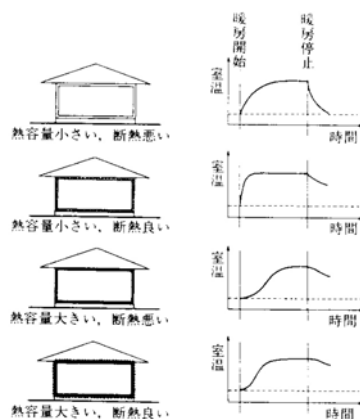 暖房開始
暖房停止
室温
時間
熱容量小さい，断熱悪い
室温
時間
熱容量小さい，断熱良い
室温
時間
熱容量大きい，断熱悪い
室温
時間
熱容量大きい，断熱良い